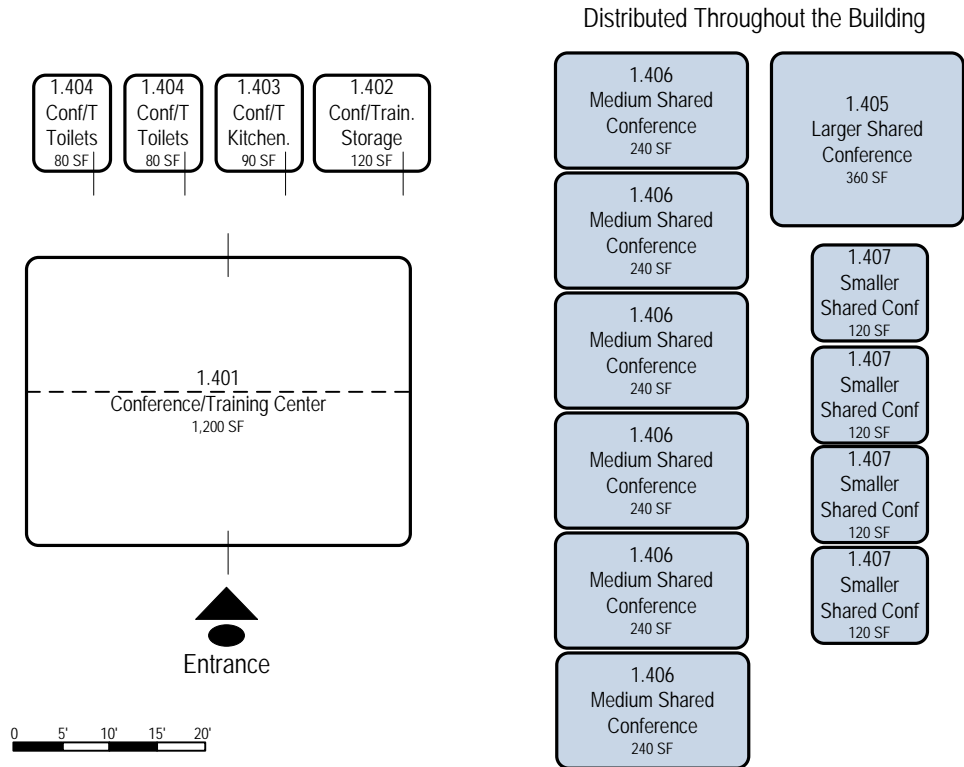 Distributed Throughout the Building
1.404
Conf/T
Toilets
80 SF
1.404
Conf/T
Toilets
80 SF
1.403
Conf/T
Kitchen.
90 SF
1.402
Conf/Train.
Storage
120 SF
1.401
Conference/Training Center
1,200 SF
Entrance
0 5' 10' 15' 20'
1.406
Medium Shared
Conference
240 SF
1.406
Medium Shared
Conference
240 SF
1.406
Medium Shared
Conference
240 SF
1.406
Medium Shared
Conference
240 SF
1.406
Medium Shared
Conference
240 SF
1.406
Medium Shared
Conference
240 SF
1.405
Larger Shared
Conference
360 SF
1.407
Smaller
Shared Conf
120 SF
1.407
Smaller
Shared Conf
120 SF
1.407
Smaller
Shared Conf
120 SF
1.407
Smaller
Shared Conf
120 SF